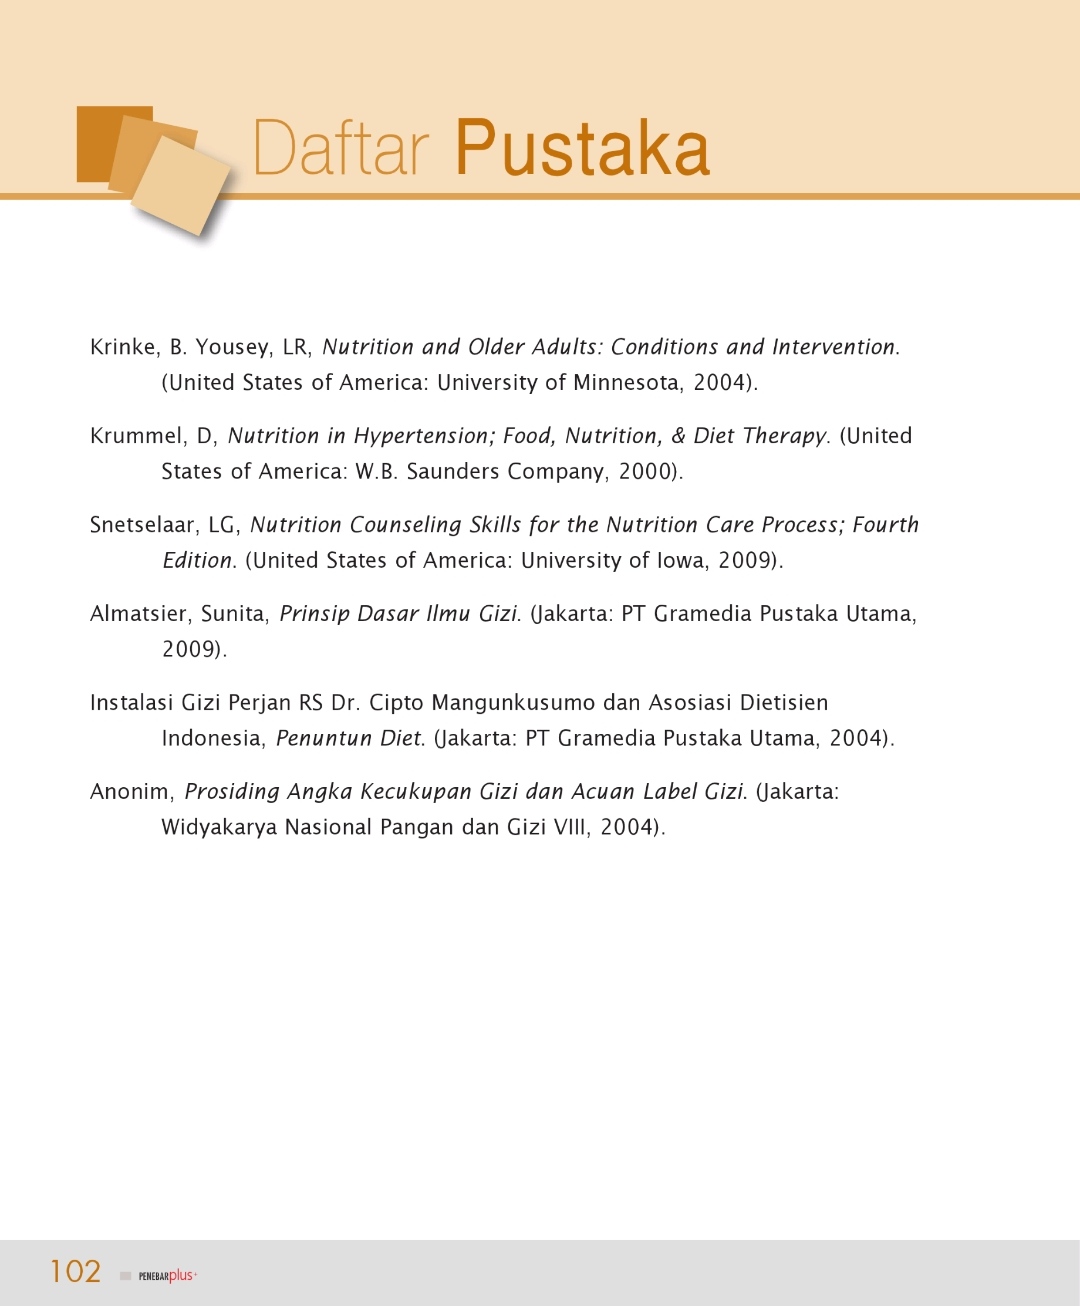 Daftar Pustaka
Krinke, B. Yousey, LR, Nutrition and Older Adults: Conditions and Intervention.
(United States of America: University of Minnesota, 2004).
Krummel, D, Nutrition in Hypertension; Food, Nutrition, & Diet Therapy. (United
States of America: W.B. Saunders Company, 2000).
Snetselaar, LG, Nutrition Counseling Skills for the Nutrition Care Process; Fourth
Edition. (United States of America: University of Iowa, 2009).
Almatsier, Sunita, Prinsip Dasar Ilmu Gizi. (Jakarta: PT Gramedia Pustaka Utama,
2009).
Instalasi Gizi Perjan RS Dr. Cipto Mangunkusumo dan Asosiasi Dietisien
Indonesia, Penuntun Diet. (Jakarta: PT Gramedia Pustaka Utama, 2004).
Anonim, Prosiding Angka Kecukupan Gizi dan Acuan Label Gizi. (Jakarta:
Widyakarya Nasional Pangan dan Gizi VIII, 2004).
102 PENEBARplus+